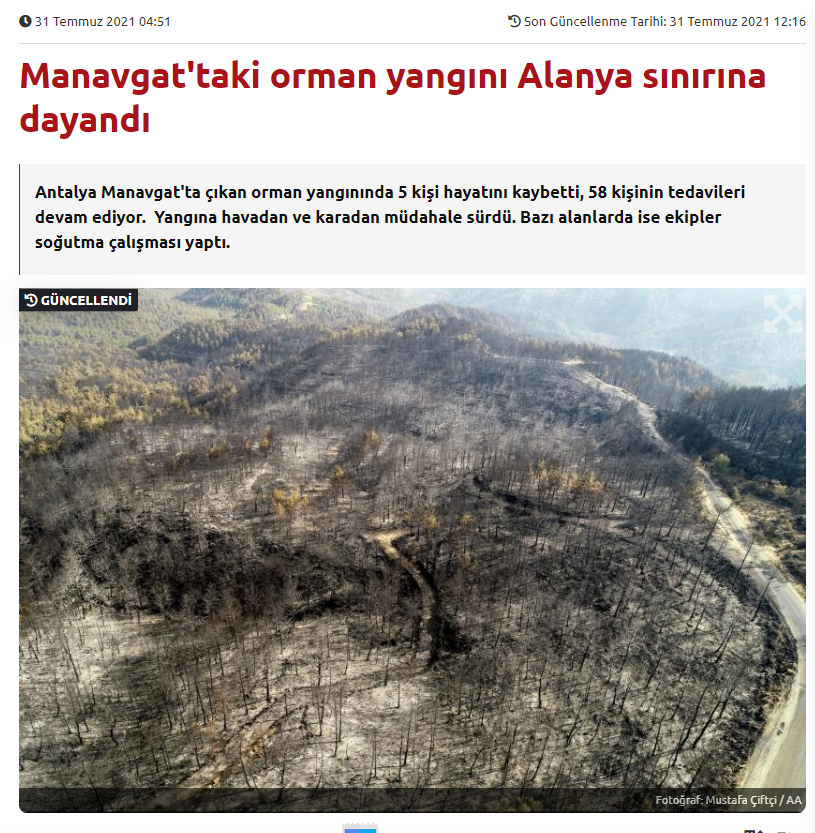 31 Temmuz 2021 04:51
Son Güncellenme Tarihi: 31 Temmuz 2021 12:16
Manavgat'taki orman yangını Alanya sınırına
dayandı
Antalya Manavgat'ta çıkan orman yangınında 5 kişi hayatını kaybetti, 58 kişinin tedavileri
devam ediyor.  Yangına havadan ve karadan müdahale sürdü. Bazı alanlarda ise ekipler
soğutma çalışması yaptı.
GÜNCELLENDİ
Fotoğraf: Mustafa Çiftçi / AA